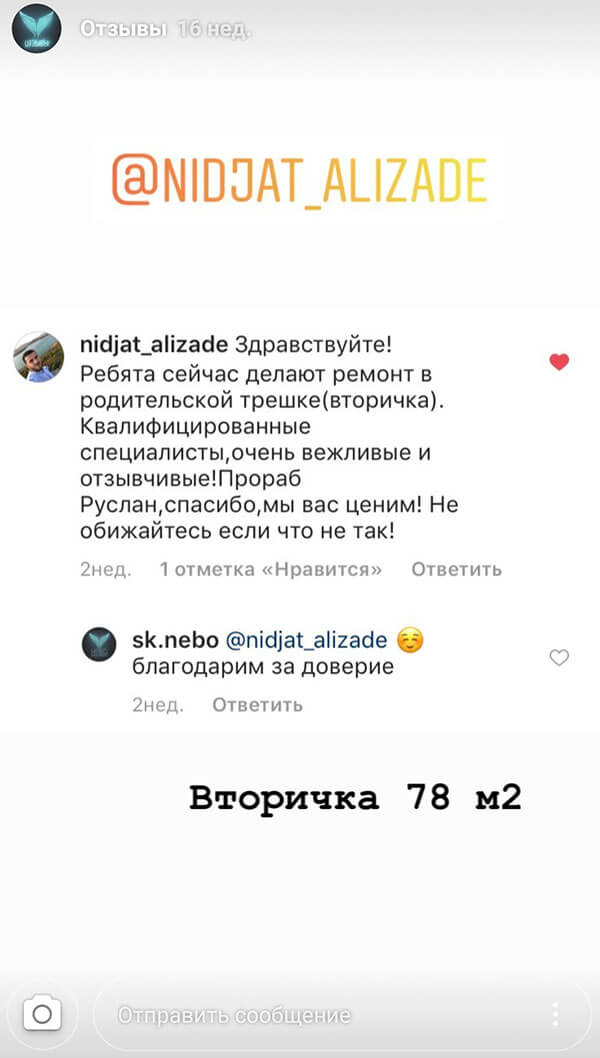 Отзывы 16 нед.
@NIDJAT_ALIZADE
nidjat_alizade Здравствуйте!
Ребята сейчас делают ремонт в
родительской трешке(вторичка).
Квалифицированные
специалисты,очень вежливые и
отзывчивые!Прораб
Руслан,спасибо,мы вас ценим! Не
обижайтесь если что не так!
2нед. 1 отметка «Нравится» Ответить
sk.nebo @nidjat_alizade ☺️
благодарим за доверие
2нед. Ответить
Вторичка 78 м2
Отправить сообщение